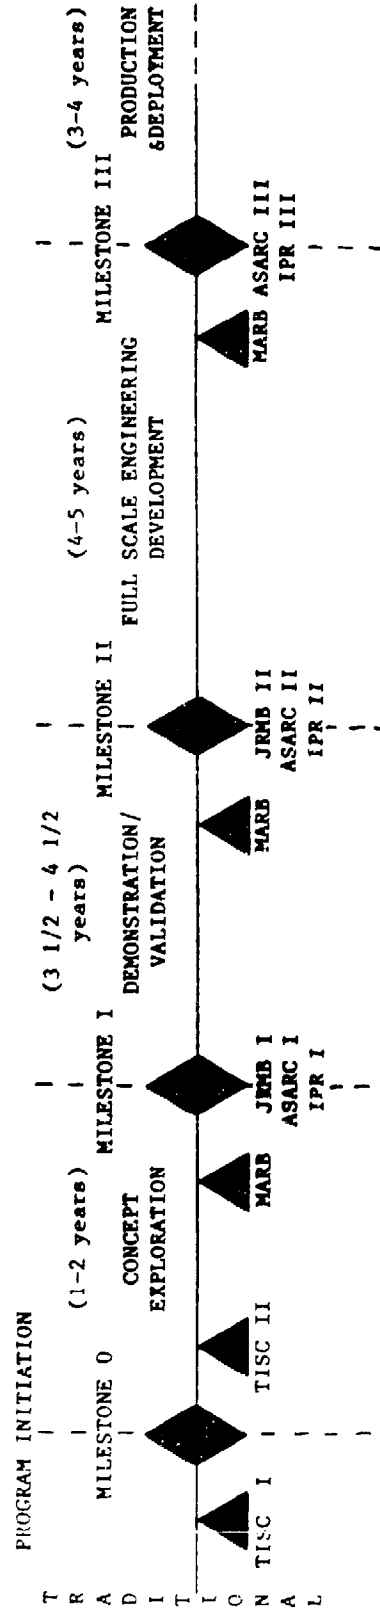 TRADITIONAL
PROGRAM INITIATION
MILESTONE 0
TISC I
TISC II
(1-2 years)
CONCEPT
EXPLORATION
MARB
MILESTONE I
JRMB I
ASARC I
IPR I
(3 1/2 - 4 1/2
years)
DEMONSTRATION/
VALIDATION
MARB
MILESTONE II
JRMB II
ASARC II
IPR II
(4-5 years)
FULL SCALE ENGINEERING
DEVELOPMENT
MARB
MILESTONE III
ASARC III
IPR III
(3-4 years)
PRODUCTION
&DEPLOYMENT